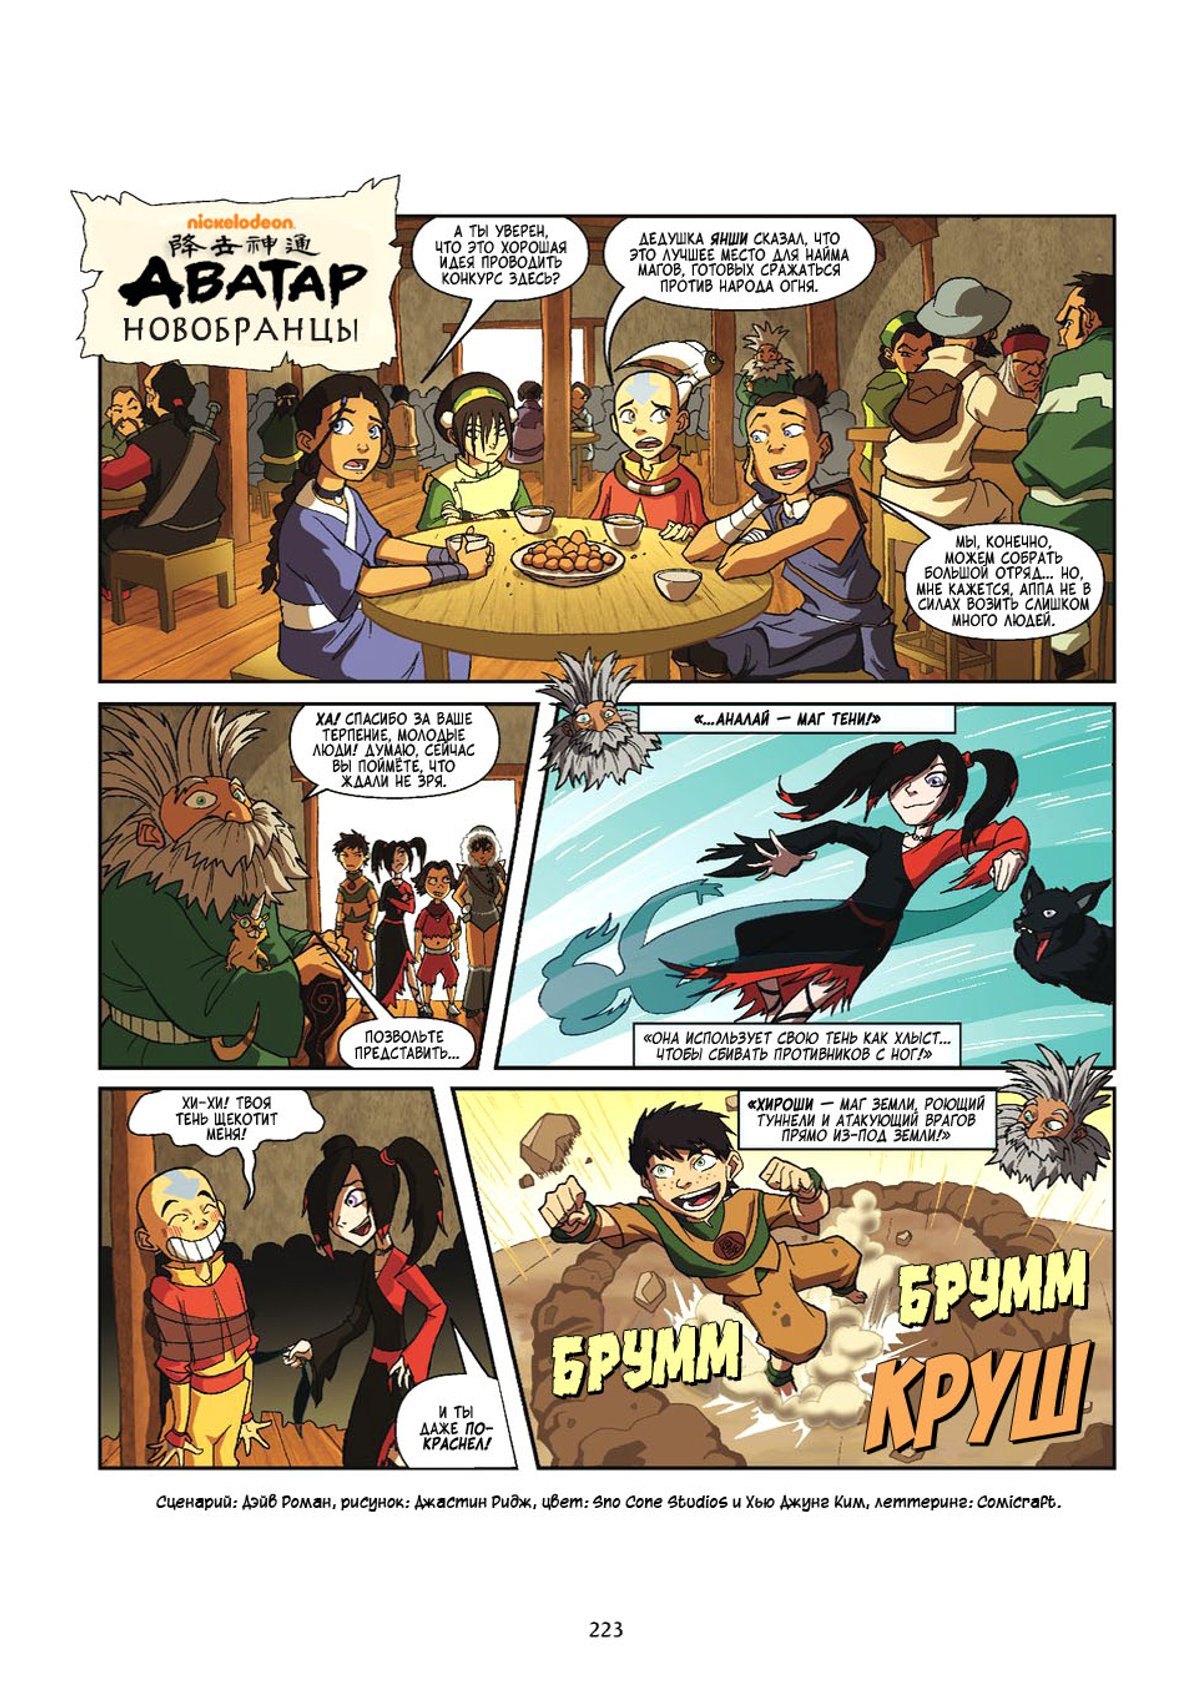 nickelodeon
降去神通
АВАТАР
НОВОБРАНЦЫ
А ТЫ УВЕРЕН,
ЧТО ЭТО ХОРОШАЯ
ИДЕЯ ПРОВОДИТЬ
КОНКУРС ЗДЕСЬ?
ДЕДУШКА ЯНШИ СКАЗАЛ, ЧТО
ЭТО ЛУЧШЕЕ МЕСТО ДЛЯ НАЙМА
МАГОВ, ГОТОВЫХ СРАЖАТЬСЯ
ПРОТИВ НАРОДА ОГНЯ.
МЫ, КОНЕЧНО,
МОЖЕМ СОБРАТЬ
БОЛЬШОЙ ОТРЯД... НО,
МНЕ КАЖЕТСЯ, АППА НЕ В
СИЛАХ ВОЗИТЬ СЛИШКОМ
МНОГО ЛЮДЕЙ.
ХА! СПАСИБО ЗА ВАШЕ
ТЕРПЕНИЕ, МОЛОДЫЕ
ЛЮДИ! ДУМАЮ, СЕЙЧАС
ВЫ ПОЙМЁТЕ, ЧТО
ЖДАЛИ НЕ ЗРЯ.
ПОЗВОЛЬТЕ
ПРЕДСТАВИТЬ...
«...АНАЛАЙ — МАГ ТЕНИ!»
«ОНА ИСПОЛЬЗУЕТ СВОЮ ТЕНЬ КАК ХЛЫСТ...
ЧТОБЫ СБИВАТЬ ПРОТИВНИКОВ С НОГ!»
ХИ-ХИ! ТВОЯ
ТЕНЬ ЩЕКОТИТ
МЕНЯ!
И ТЫ
ДАЖЕ ПО-
КРАСНЕЛ!
«ХИРОШИ — МАГ ЗЕМЛИ, РОЮЩИЙ
ТУННЕЛИ И АТАКУЮЩИЙ ВРАГОВ
ПРЯМО ИЗ-ПОД ЗЕМЛИ!»
БРУММ
БРУММ
КРУШ
Сценарий: Дэйв Роман, рисунок: Джастин Ридж, цвет: Sno Cone Studios и Хью Джунг Ким, леттеринг: Comicraft.
223